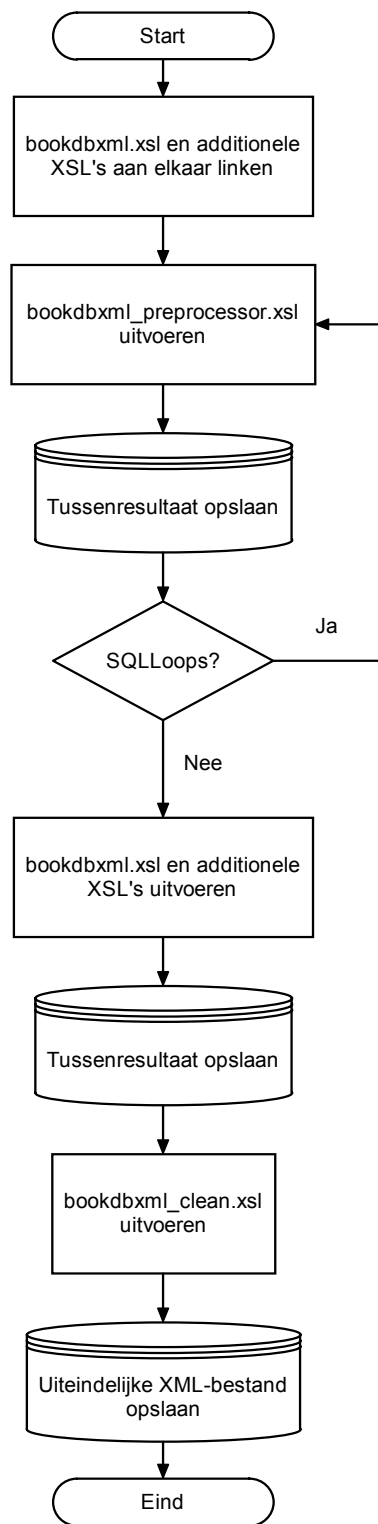 Start
bookdbxml.xsl en additionele
XSL's aan elkaar linken
bookdbxml_preprocessor.xsl
uitvoeren
Tussenresultaat opslaan
SQLLoops?
Ja
Nee
bookdbxml.xsl en additionele
XSL's uitvoeren
Tussenresultaat opslaan
bookdbxml_clean.xsl
uitvoeren
Uiteindelijke XML-bestand
opslaan
Eind